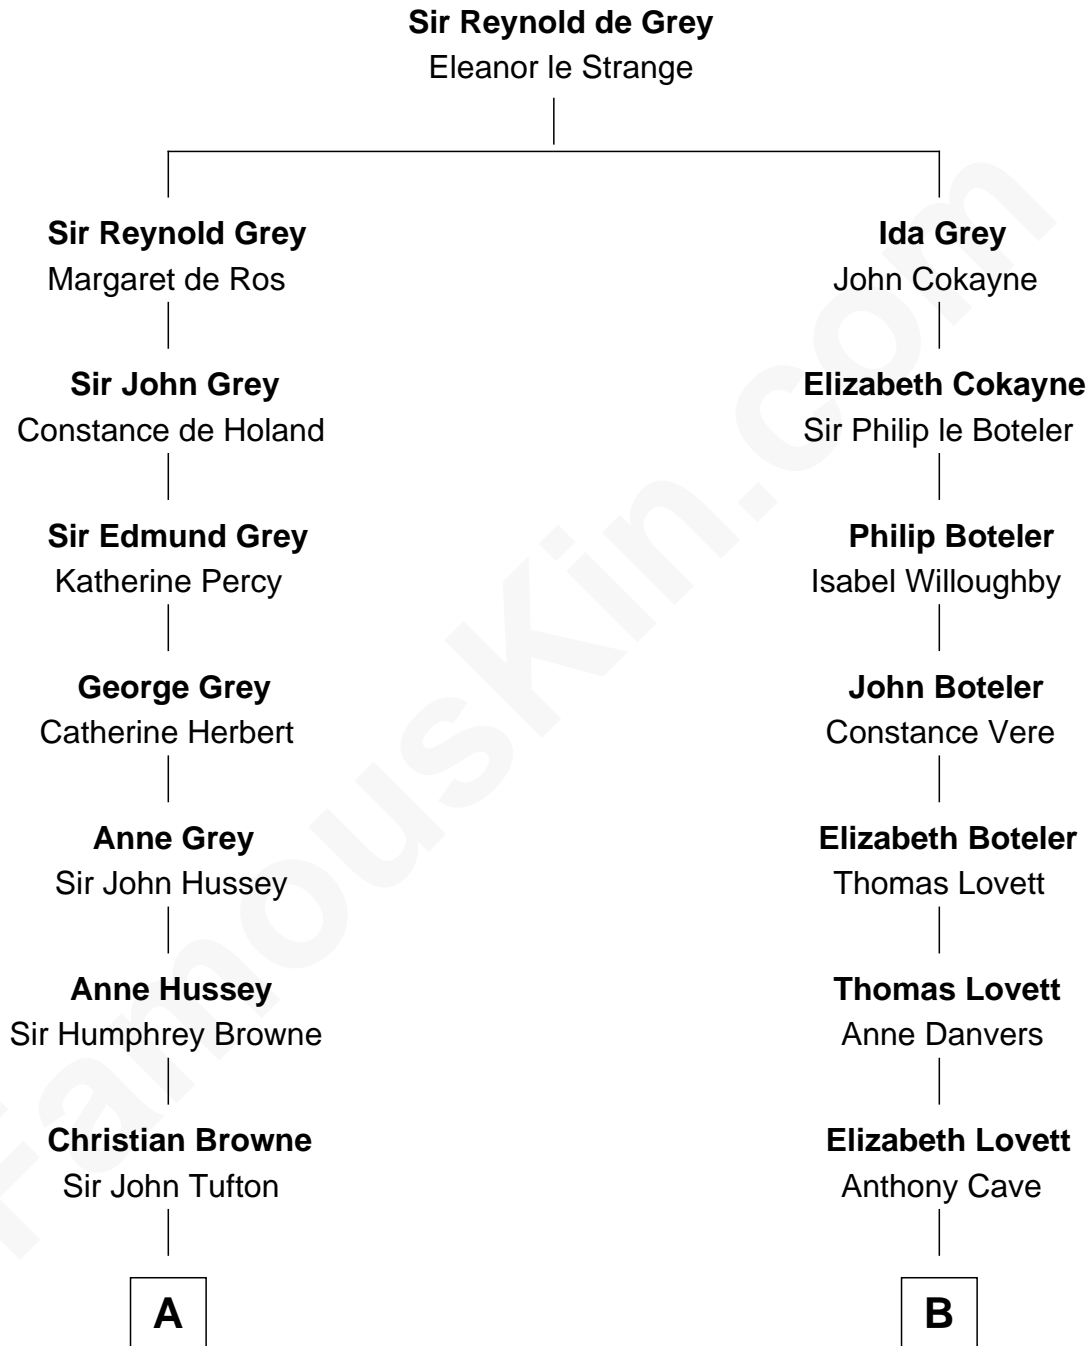 Sir Reynold de Grey
Eleanor le Strange
Sir Reynold Grey
Margaret de Ros
Ida Grey
John Cokayne
Sir John Grey
Constance de Holand
Elizabeth Cokayne
Sir Philip le Boteler
Sir Edmund Grey
Katherine Percy
Philip Boteler
Isabel Willoughby
George Grey
Catherine Herbert
John Boteler
Constance Vere
Anne Grey
Sir John Hussey
Elizabeth Boteler
Thomas Lovett
Anne Hussey
Sir Humphrey Browne
Thomas Lovett
Anne Danvers
Christian Browne
Sir John Tufton
Elizabeth Lovett
Anthony Cave
A
B
FamousKin.com